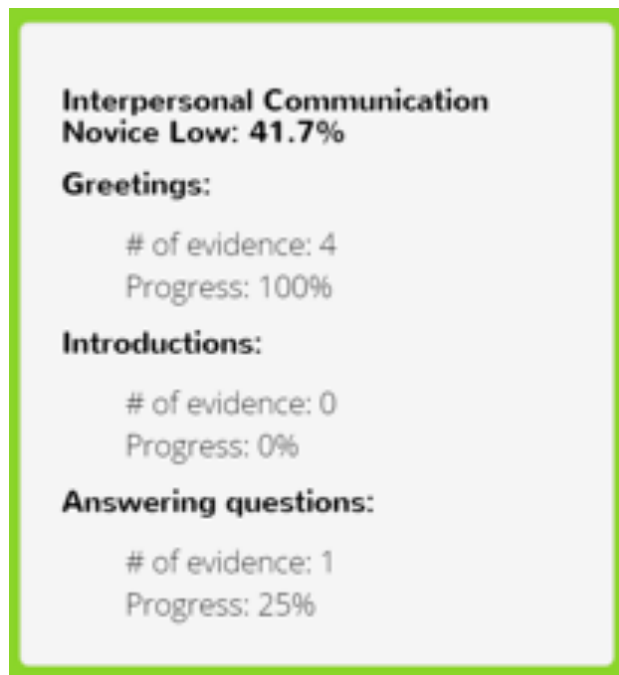 Interpersonal Communication
Novice Low: 41.7%
Greetings:
# of evidence: 4
Progress: 100%
Introductions:
# of evidence: 0
Progress: 0%
Answering questions:
# of evidence: 1
Progress: 25%